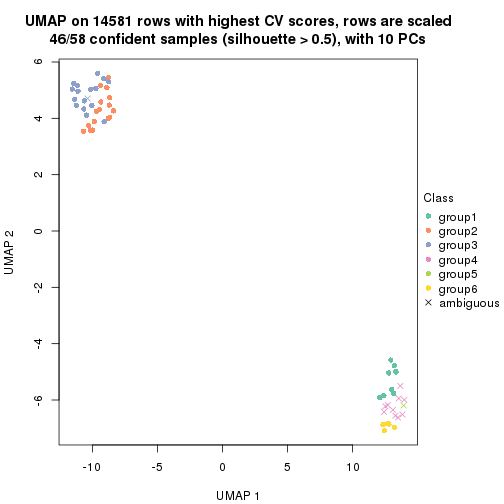 UMAP on 14581 rows with highest CV scores, rows are scaled
46/58 confident samples (silhouette > 0.5), with 10 PCs
6
4
2
0
-2
-4
-6
UMAP 2
-10
-5
0
5
10
UMAP 1
Class
group1
group2
group3
group4
group5
group6
ambiguous